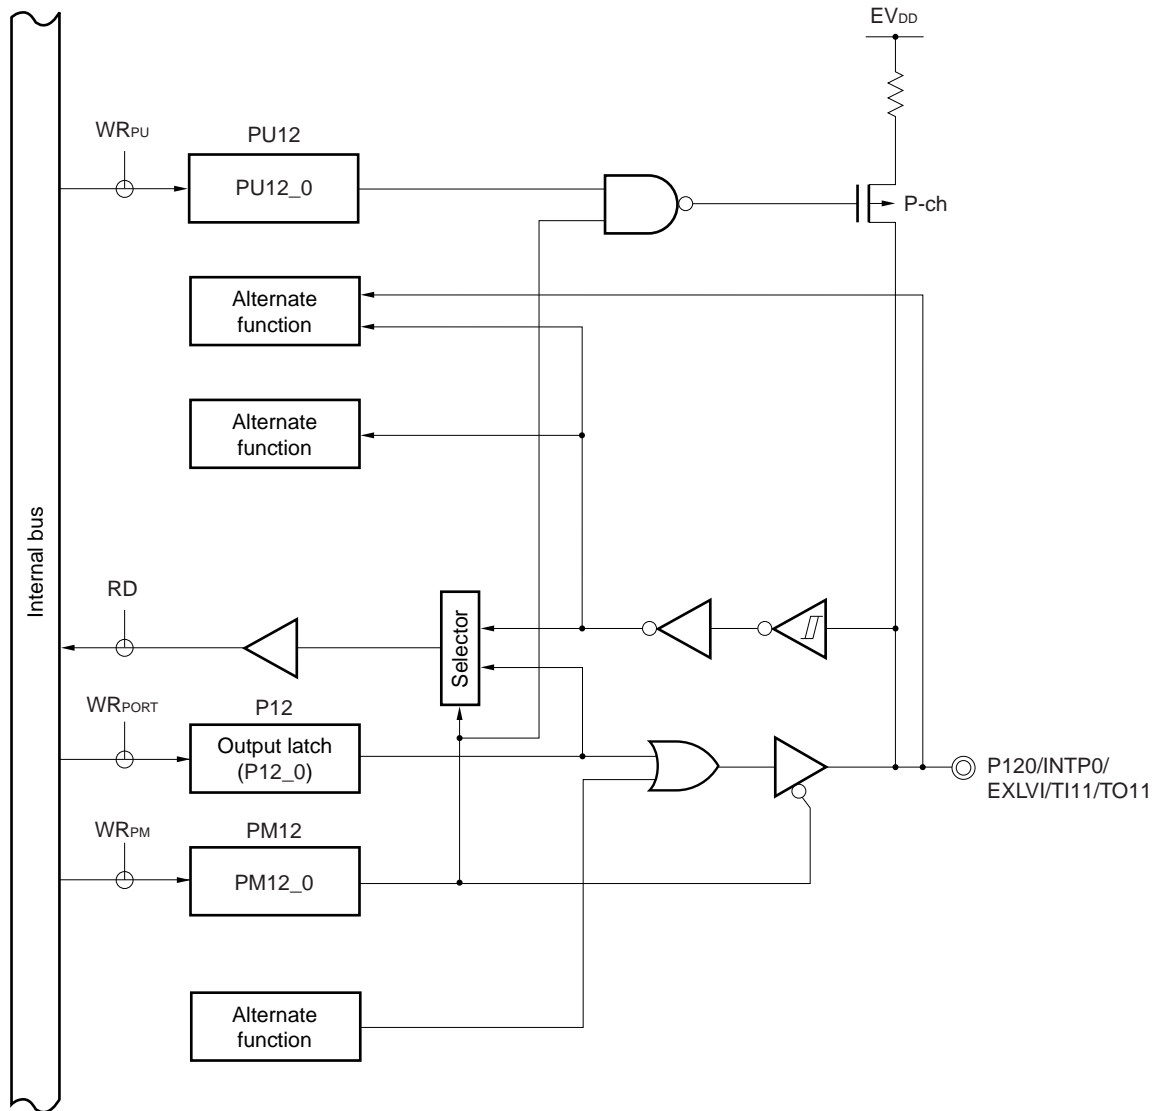 EVDD
WRPU
PU12
PU12_0
P-ch
Alternate
function
Alternate
function
Internal bus
RD
Selector
WRPORT
P12
Output latch
(P12_0)
P120/INTP0/
EXLVI/TI11/TO11
WRPM
PM12
PM12_0
Alternate
function